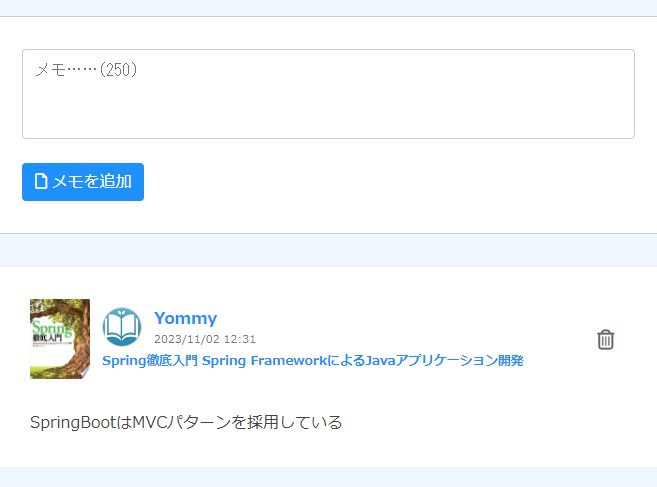 メモ……(250)
メモを追加
Spring
徹底入門
Yommy
2023/11/02 12:31
Spring徹底入門 Spring FrameworkによるJavaアプリケーション開発
SpringBootはMVCパターンを採用している